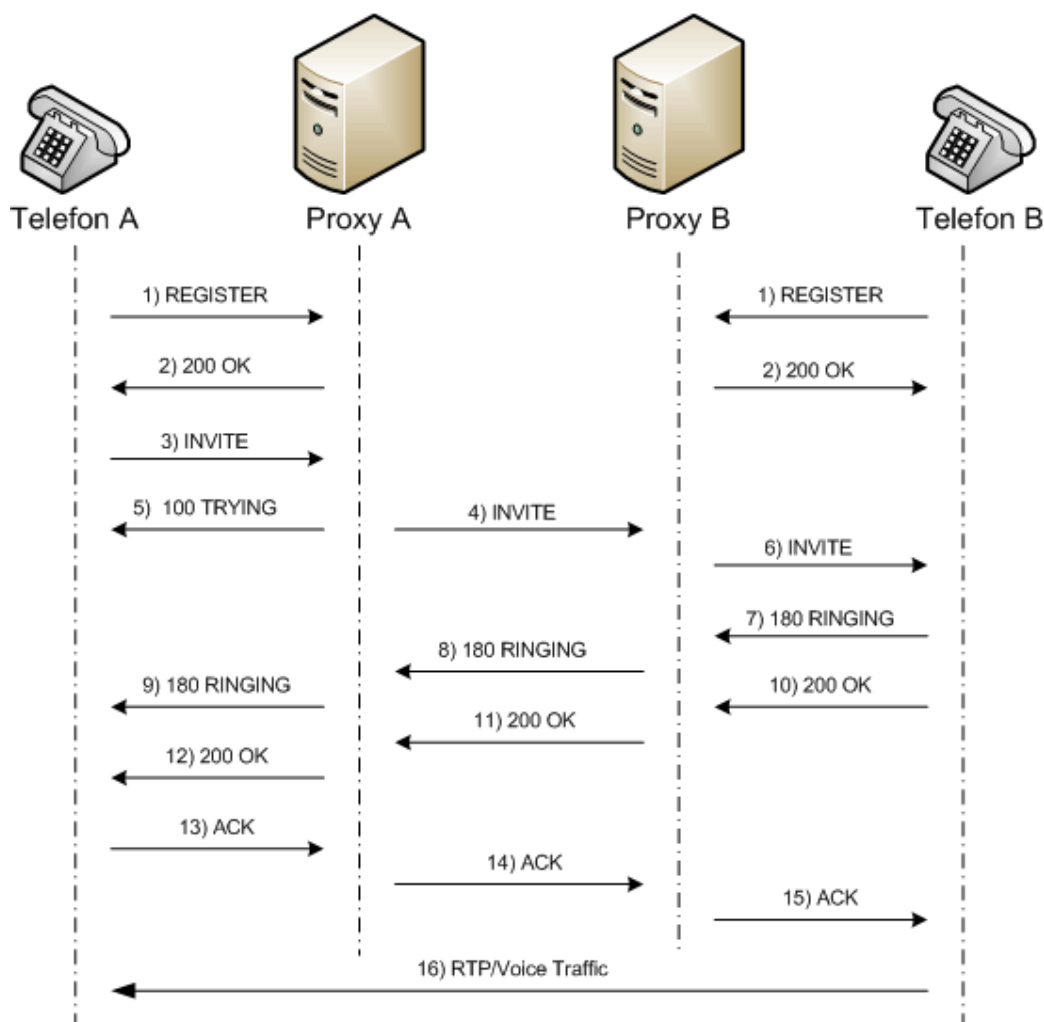 Telefon A
Proxy A
Proxy B
Telefon B
1) REGISTER
1) REGISTER
2) 200 OK
2) 200 OK
3) INVITE
5) 100 TRYING
4) INVITE
6) INVITE
7) 180 RINGING
8) 180 RINGING
9) 180 RINGING
10) 200 OK
11) 200 OK
12) 200 OK
13) ACK
14) ACK
15) ACK
16) RTP/Voice Traffic